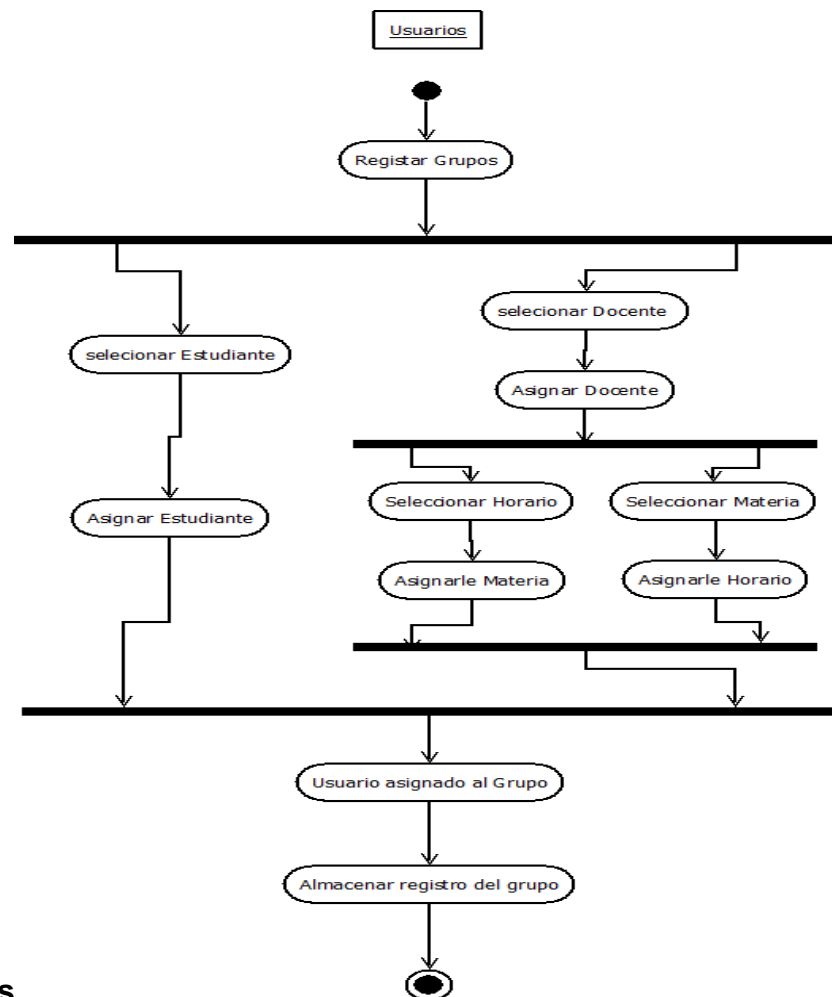 Usuarios
Registar Grupos
selecionar Estudiante
Asignar Estudiante
selecionar Docente
Asignar Docente
Seleccionar Horario
Asignarle Materia
Seleccionar Materia
Asignarle Horario
Usuario asignado al Grupo
Almacenar registro del grupo
s